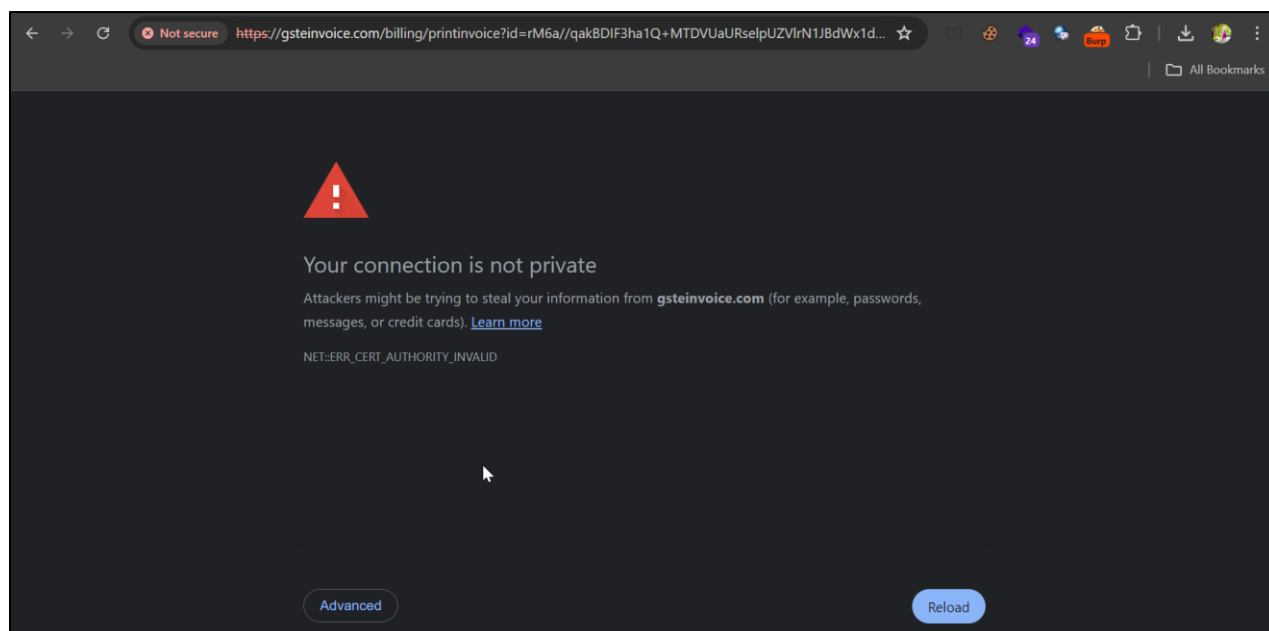 Not secure https://gsteinvoice.com/billing/printinvoice?id=rM6a//qakBDIF3ha1Q+MTDVUaURselpUZVlrN1JBdWx1d...
24
Burp
All Bookmarks
Your connection is not private
Attackers might be trying to steal your information from gsteinvoice.com (for example, passwords,
messages, or credit cards). Learn more
NET::ERR_CERT_AUTHORITY_INVALID
Advanced
Reload